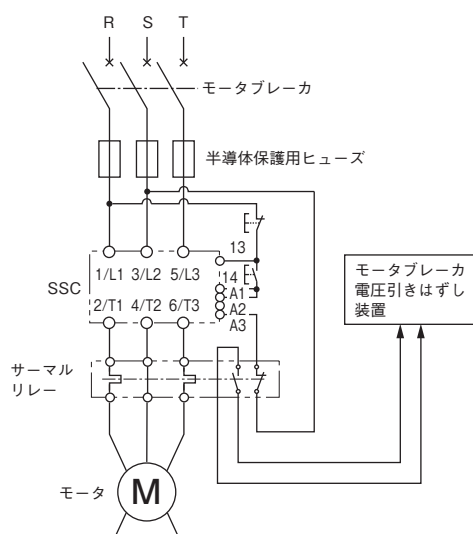 R S T
モータブレーカ
半導体保護用ヒューズ
13
1/L1 3/L2 5/L3
SSC
14
A1
2/T1 4/T2 6/T3
A2
A3
モータブレーカ
電圧引きはずし
装置
サーマル
リレー
モータ
M